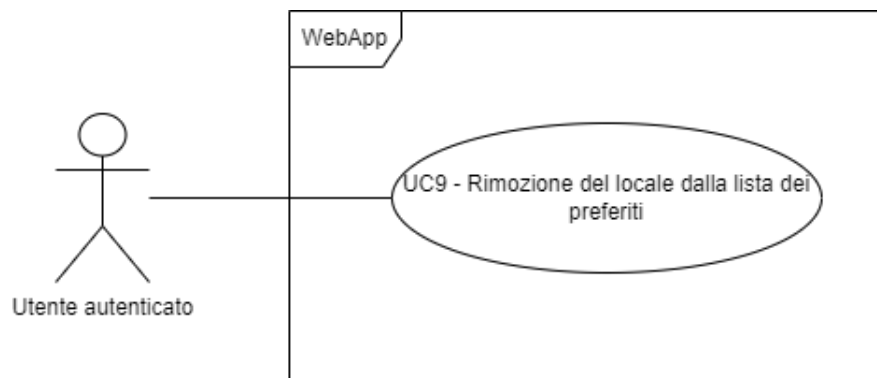 WebApp
UC9 - Rimozione del locale dalla lista dei
preferiti
Utente autenticato